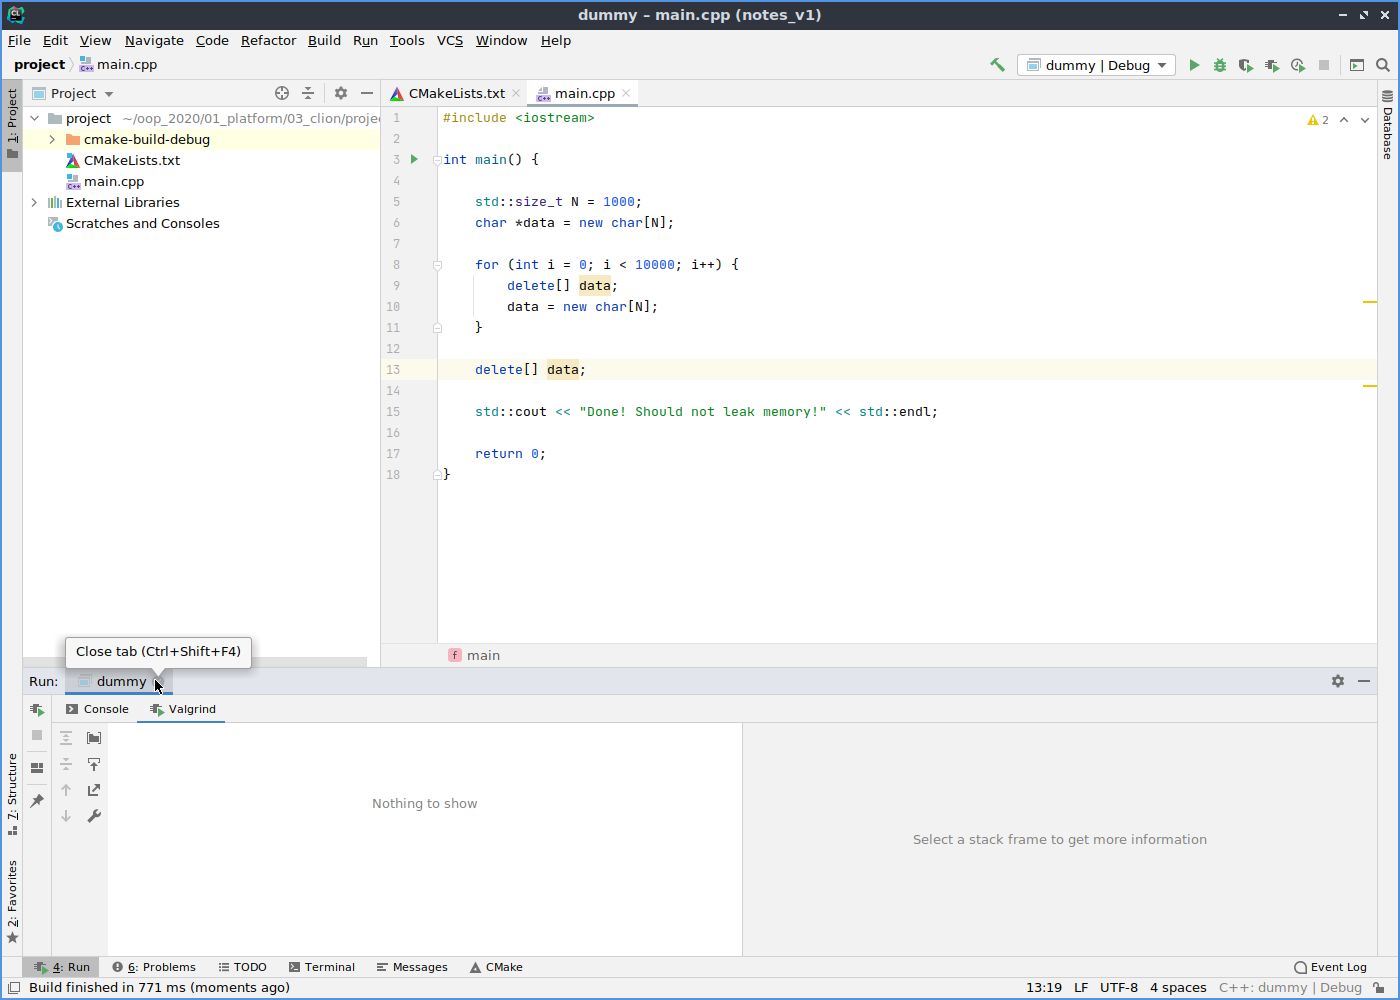 dummy – main.cpp (notes_v1)
File Edit View Navigate Code Refactor Build Run Tools VCS Window Help
project main.cpp
dummy | Debug
1: Project
Project
CMakeLists.txt
main.cpp
Database
project ~/oop_2020/01_platform/03_clion/projec
cmake-build-debug
CMakeLists.txt
main.cpp
External Libraries
Scratches and Consoles
2
1 #include <iostream>
2
3 int main() {
4
5 std::size_t N = 1000;
6 char *data = new char[N];
7
8 for (int i = 0; i < 10000; i++) {
9 delete[] data;
10 data = new char[N];
11 }
12
13 delete[] data;
14
15 std::cout << "Done! Should not leak memory!" << std::endl;
16
17 return 0;
18 }
f main
Close tab (Ctrl+Shift+F4)
Run: dummy
Console Valgrind
Nothing to show
Select a stack frame to get more information
7: Structure
2: Favorites
4: Run 6: Problems TODO Terminal Messages CMake Event Log
Build finished in 771 ms (moments ago) 13:19 LF UTF-8 4 spaces C++: dummy | Debug